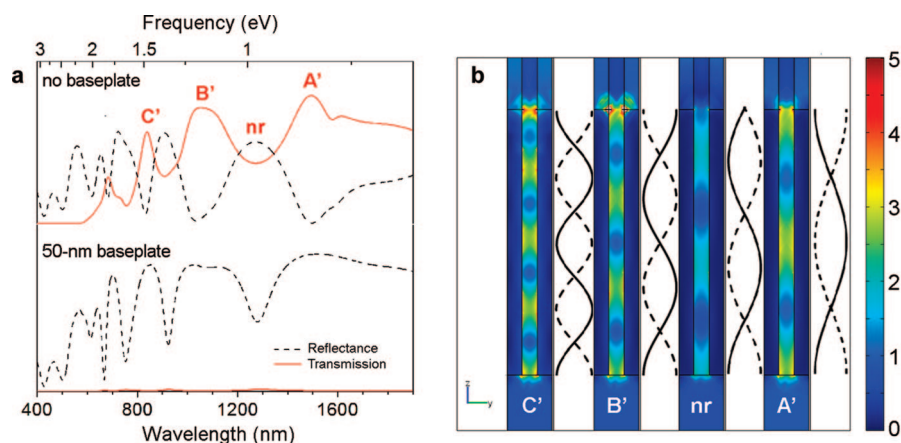 Frequency (eV)
3 2 1.5 1
a
no baseplate
C'
B'
nr
A'
50-nm baseplate
Reflectance
Transmission
400 800 1200 1600
Wavelength (nm)
b
z
y
C' B' nr A'
5
4
3
2
1
0